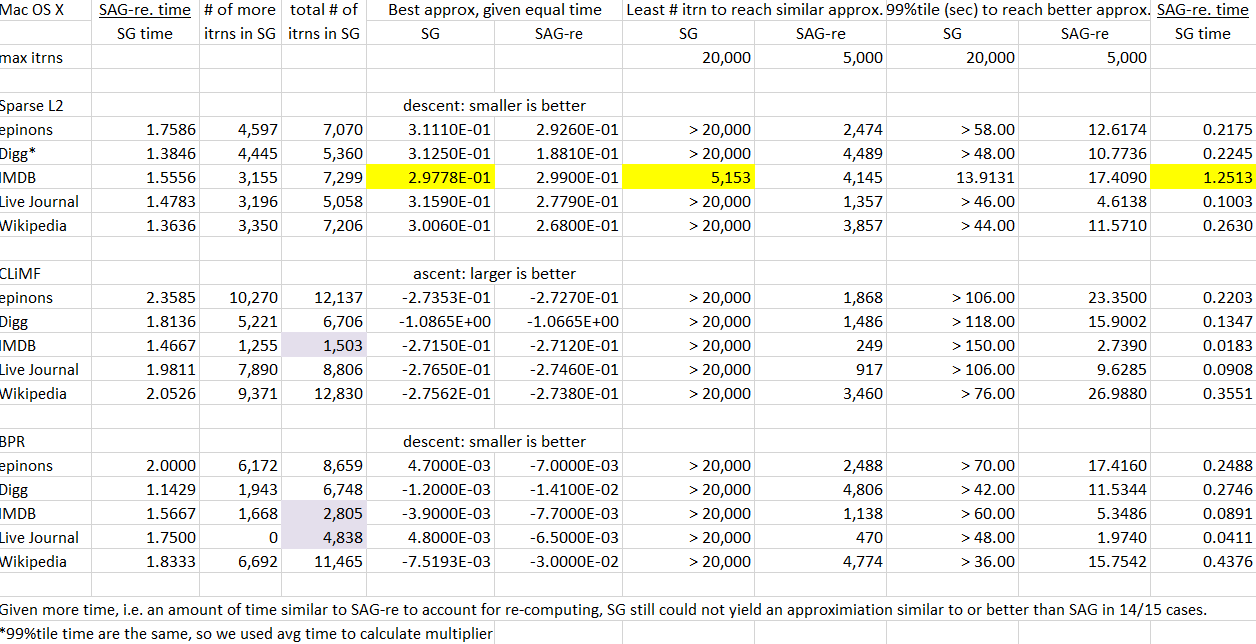 Mac OS X SAG-re. time # of more total # of Best approx, given equal time Least # itrn to reach similar approx. 99%tile (sec) to reach better approx. SAG-re. time
SG time itrns in SG itrns in SG SG SAG-re SG SAG-re SG SAG-re SG time
max itrns 20,000 5,000 20,000 5,000
Sparse L2 descent: smaller is better
epinons 1.7586 4,597 7,070 3.1110E-01 2.9260E-01 > 20,000 2,474 > 58.00 12.6174 0.2175
Digg* 1.3846 4,445 5,360 3.1250E-01 1.8810E-01 > 20,000 4,489 > 48.00 10.7736 0.2245
IMDB 1.5556 3,155 7,299 2.9778E-01 2.9900E-01 5,153 4,145 13.9131 17.4090 1.2513
Live Journal 1.4783 3,196 5,058 3.1590E-01 2.7790E-01 > 20,000 1,357 > 46.00 4.6138 0.1003
Wikipedia 1.3636 3,350 7,206 3.0060E-01 2.6800E-01 > 20,000 3,857 > 44.00 11.5710 0.2630
CLiMF ascent: larger is better
epinons 2.3585 10,270 12,137 -2.7353E-01 -2.7270E-01 > 20,000 1,868 > 106.00 23.3500 0.2203
Digg 1.8136 5,221 6,706 -1.0865E+00 -1.0665E+00 > 20,000 1,486 > 118.00 15.9002 0.1347
IMDB 1.4667 1,255 1,503 -2.7150E-01 -2.7120E-01 > 20,000 249 > 150.00 2.7390 0.0183
Live Journal 1.9811 7,890 8,806 -2.7650E-01 -2.7460E-01 > 20,000 917 > 106.00 9.6285 0.0908
Wikipedia 2.0526 9,371 12,830 -2.7562E-01 -2.7380E-01 > 20,000 3,460 > 76.00 26.9880 0.3551
BPR descent: smaller is better
epinons 2.0000 6,172 8,659 4.7000E-03 -7.0000E-03 > 20,000 2,488 > 70.00 17.4160 0.2488
Digg 1.1429 1,943 6,748 -1.2000E-03 -1.4100E-02 > 20,000 4,806 > 42.00 11.5344 0.2746
IMDB 1.5667 1,668 2,805 -3.9000E-03 -7.7000E-03 > 20,000 1,138 > 60.00 5.3486 0.0891
Live Journal 1.7500 0 4,838 4.8000E-03 -6.5000E-03 > 20,000 470 > 48.00 1.9740 0.0411
Wikipedia 1.8333 6,692 11,465 -7.5193E-03 -3.0000E-02 > 20,000 4,774 > 36.00 15.7542 0.4376
Given more time, i.e. an amount of time similar to SAG-re to account for re-computing, SG still could not yield an approximiation similar to or better than SAG in 14/15 cases.
*99%tile time are the same, so we used avg time to calculate multiplier